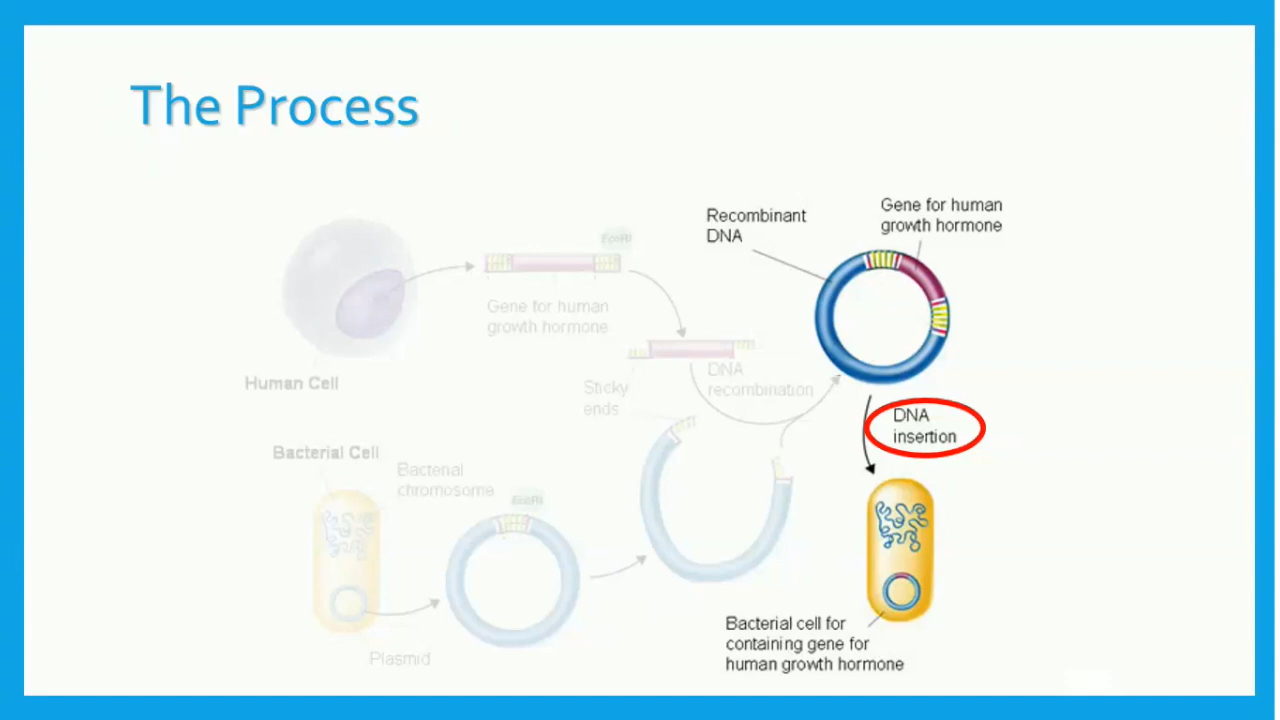 The Process
Recombinant
DNA
Gene for human
growth hormone
EcoRI
Gene for human
growth hormone
Human Cell
Sticky
ends
DNA
recombination
DNA
insertion
Bacterial Cell
Bacterial
chromosome
EcoRI
Plasmid
Bacterial cell for
containing gene for
human growth hormone